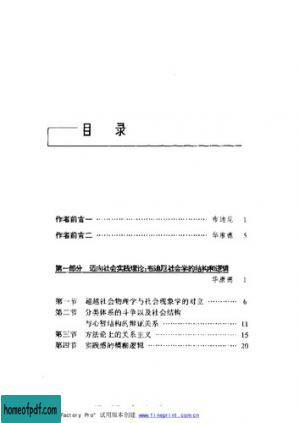 目 录
作者前言一 布迪厄 1
作者前言二 华康德 5
第一部分 迈向社会实践理论:布迪厄社会学的结构和逻辑
华康德 1
第一节 超越社会物理学与社会现象学的对立 6
第二节 分类体系的斗争以及社会结构
与心智结构的辩证关系 11
第三节 方法论上的关系主义 15
第四节 实践感的模糊逻辑 20
homeofpdf.com
Factory Pro" 试用版本创建 www.fineprint.com.cn
homeofpdf.com